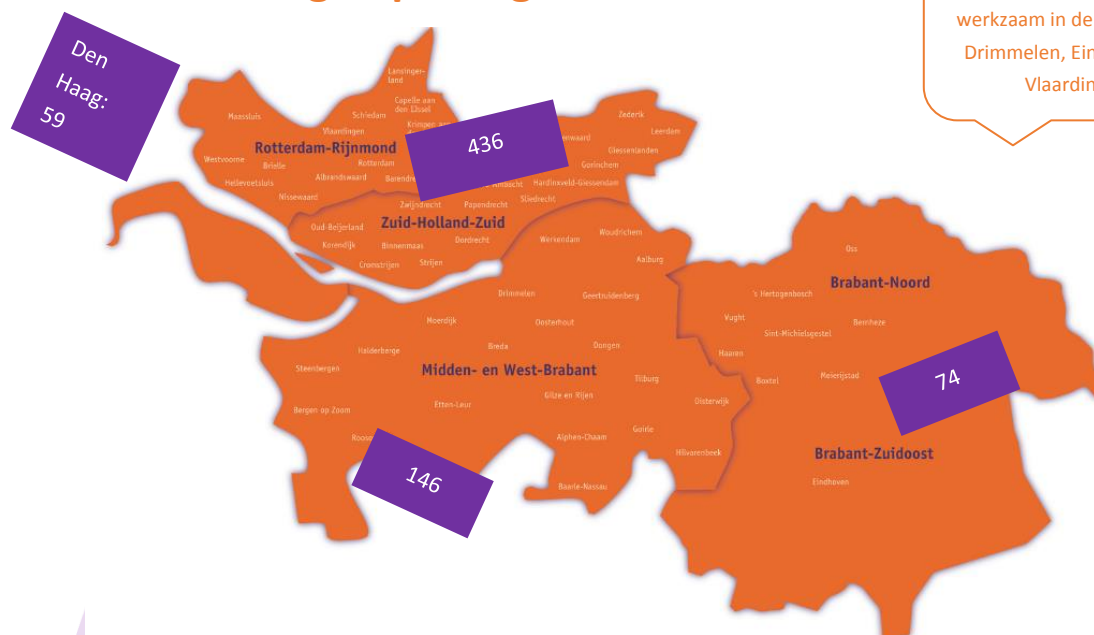 werkzaam in de
Drimmelen,
Den
Haag:
59
Lansinger-
land
Capelle aan
den IJssel
Zederik
Maassluis
Schiedam
Leerdam
Vlaardingen
436
Giessenlanden
Rotterdam-Rijnmond
Westvoorne
Brielle
Rotterdam
Gorinchem
Hellevoetsluis
Albrandswaard
Hardinxveld-Giessendam
Nissewaard
Sliedrecht
Zwijndrecht
Papendrecht
Zuid-Holland-Zuid
Oud-Beijerland
Korendijk
Binnenmaas
Dordrecht
Werkendam
Woudrichem
Cromstrijen
Strijen
Aalburg
Oss
Brabant-Noord
Drimmelen
Geertruidenberg
's Hertogenbosch
Moerdijk
Oosterhout
Vught
Bernheze
Sint-Michielsgestel
Halderberge
Breda
Dongen
Haaren
Steenbergen
Midden- en West-Brabant
Tilburg
Boxtel
Meierijstad
74
Gilze en Rijen
Oisterwijk
Bergen op Zoom
Etten-Leur
Goirle
Alphen-Chaam
Hilvarenbeek
Brabant-Zuidoost
146
Baarle-Nassau
Eindhoven